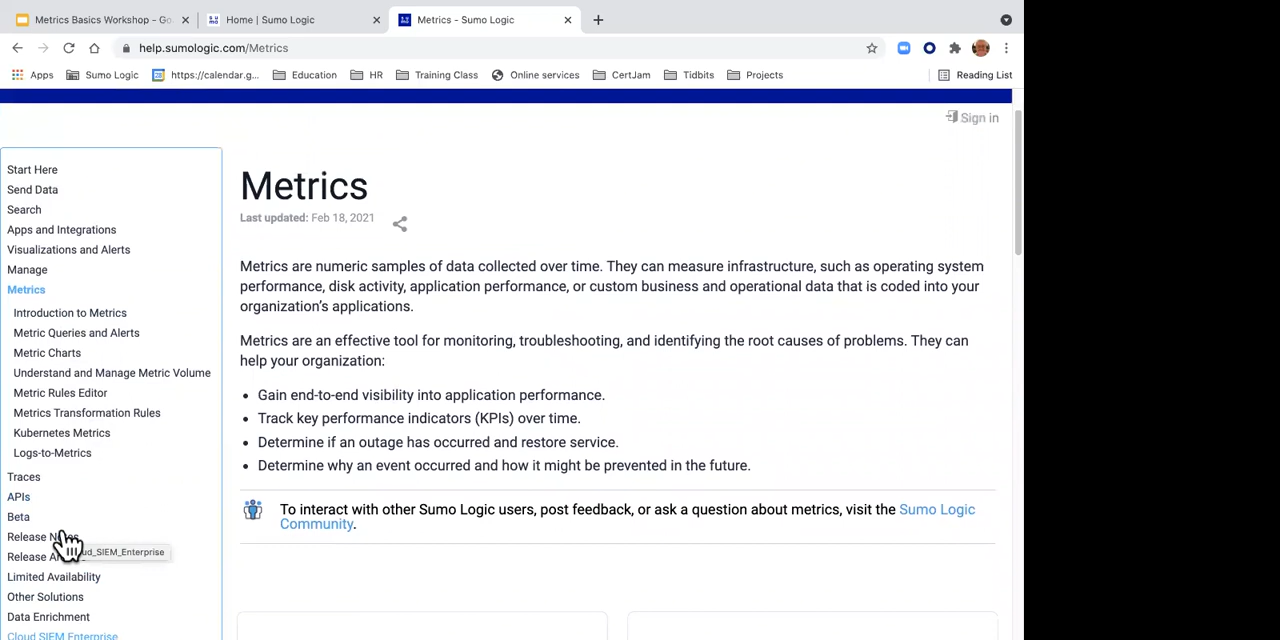 Metrics Basics Workshop - Go
Home | Sumo Logic
Metrics - Sumo Logic
help.sumologic.com/Metrics
Apps
Sumo Logic
https://calendar.g...
Education
HR
Training Class
Online services
CertJam
Tidbits
Projects
Reading List
Sign in
Start Here
Send Data
Search
Apps and Integrations
Visualizations and Alerts
Manage
Metrics
Introduction to Metrics
Metric Queries and Alerts
Metric Charts
Understand and Manage Metric Volume
Metric Rules Editor
Metrics Transformation Rules
Kubernetes Metrics
Logs-to-Metrics
Traces
APIs
Beta
Release
Release
Limited Availability
Other Solutions
Data Enrichment
Cloud SIEM Enterprise
Metrics
Last updated: Feb 18, 2021
Metrics are numeric samples of data collected over time. They can measure infrastructure, such as operating system
performance, disk activity, application performance, or custom business and operational data that is coded into your
organization's applications.
Metrics are an effective tool for monitoring, troubleshooting, and identifying the root causes of problems. They can
help your organization:
• Gain end-to-end visibility into application performance.
• Track key performance indicators (KPIs) over time.
• Determine if an outage has occurred and restore service.
• Determine why an event occurred and how it might be prevented in the future.
To interact with other Sumo Logic users, post feedback, or ask a question about metrics, visit the Sumo Logic
Community.